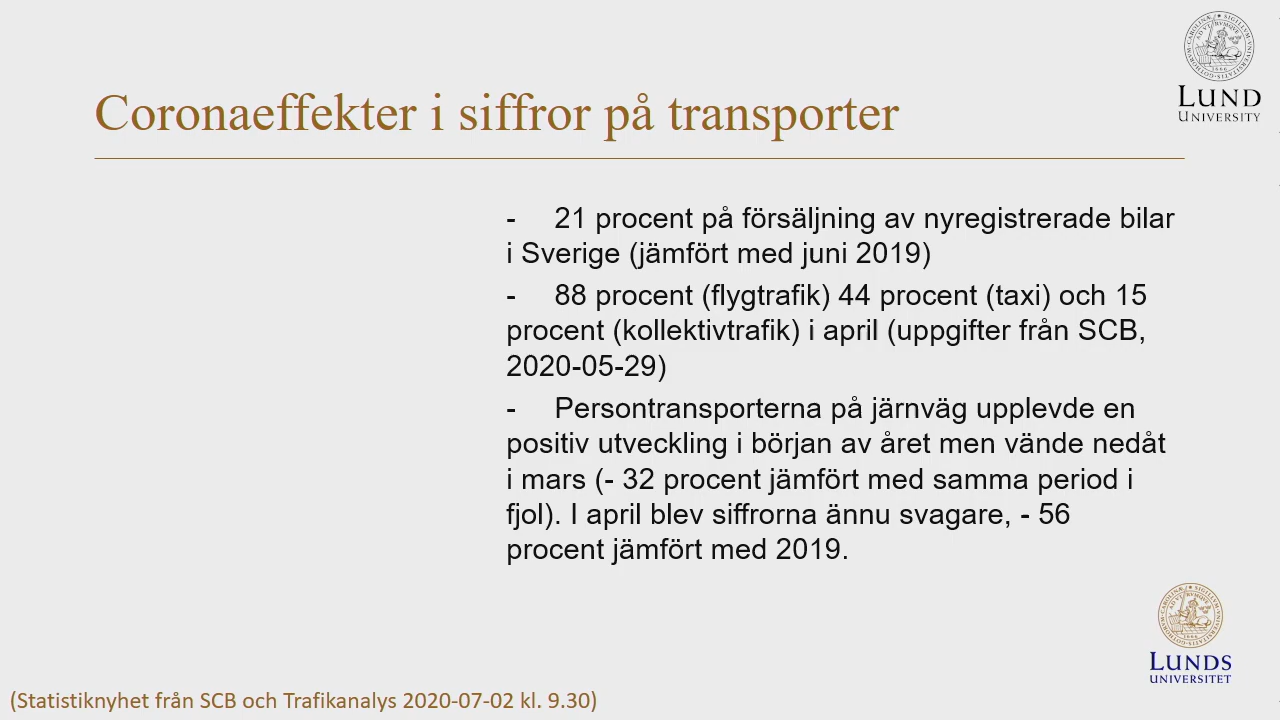 LUND
UNIVERSITY
Coronaeffekter i siffror på transporter
- 21 procent på försäljning av nyregistrerade bilar
i Sverige (jämfört med juni 2019)
- 88 procent (flygtrafik) 44 procent (taxi) och 15
procent (kollektivtrafik) i april (uppgifter från SCB,
2020-05-29)
- Persontransporterna på järnväg upplevde en
positiv utveckling i början av året men vände nedåt
i mars (- 32 procent jämfört med samma period i
fjol). I april blev siffrorna ännu svagare, - 56
procent jämfört med 2019.
LUNDS
UNIVERSITET
(Statistiknyhet från SCB och Trafikanalys 2020-07-02 kl. 9.30)